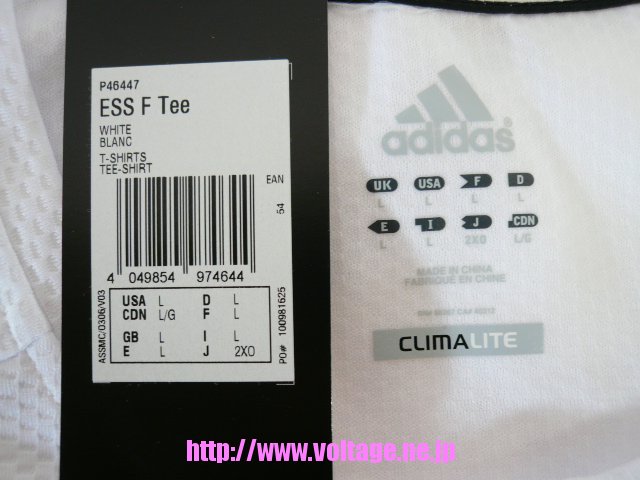 P46447
ESS F Tee
WHITE
BLANC
T-SHIRTS
TEE-SHIRT
EAN
54
4 049854 974644
USA L D L
CDN L/G F L
GB L I L
E L J 2XO
ASSMC/0306/V03
PO# 100981625
adidas
UK USA F D
L L L L
E I J CDN
L L 2XO L/G
MADE IN CHINA
FABRIQUÉ EN CHINE
CLIMALITE
http://www.voltage.ne.jp